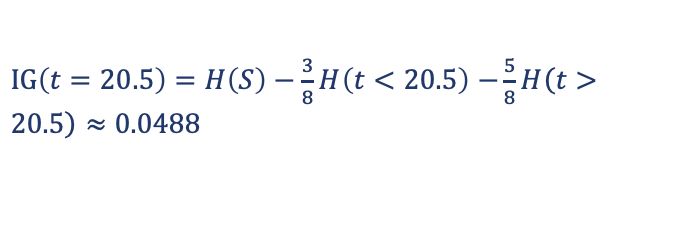 IG(t = 20.5) = H(S) − 3/8 H(t < 20.5) − 5/8 H(t >
20.5) ≈ 0.0488